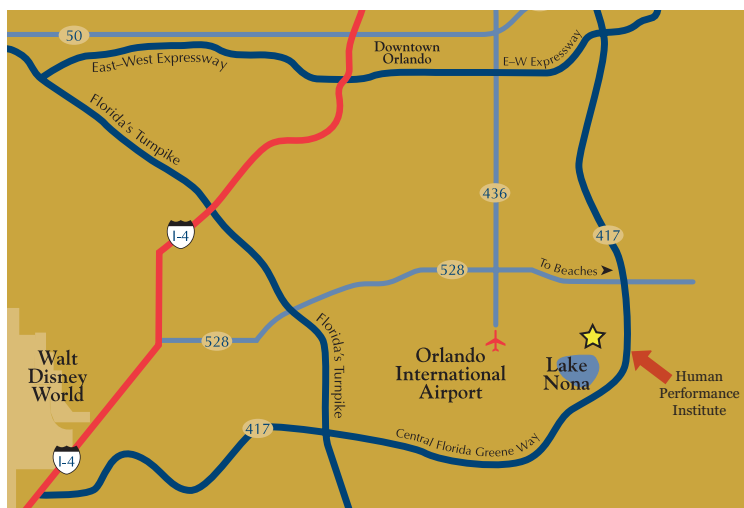 50
Downtown
Orlando
East–West Expressway
E–W Expressway
Florida's Turnpike
436
I-4
417
528
To Beaches
528
Florida's Turnpike
Walt
Disney
World
Orlando
International
Airport
Lake
Nona
Human
Performance
Institute
417
Central Florida Greene Way
I-4